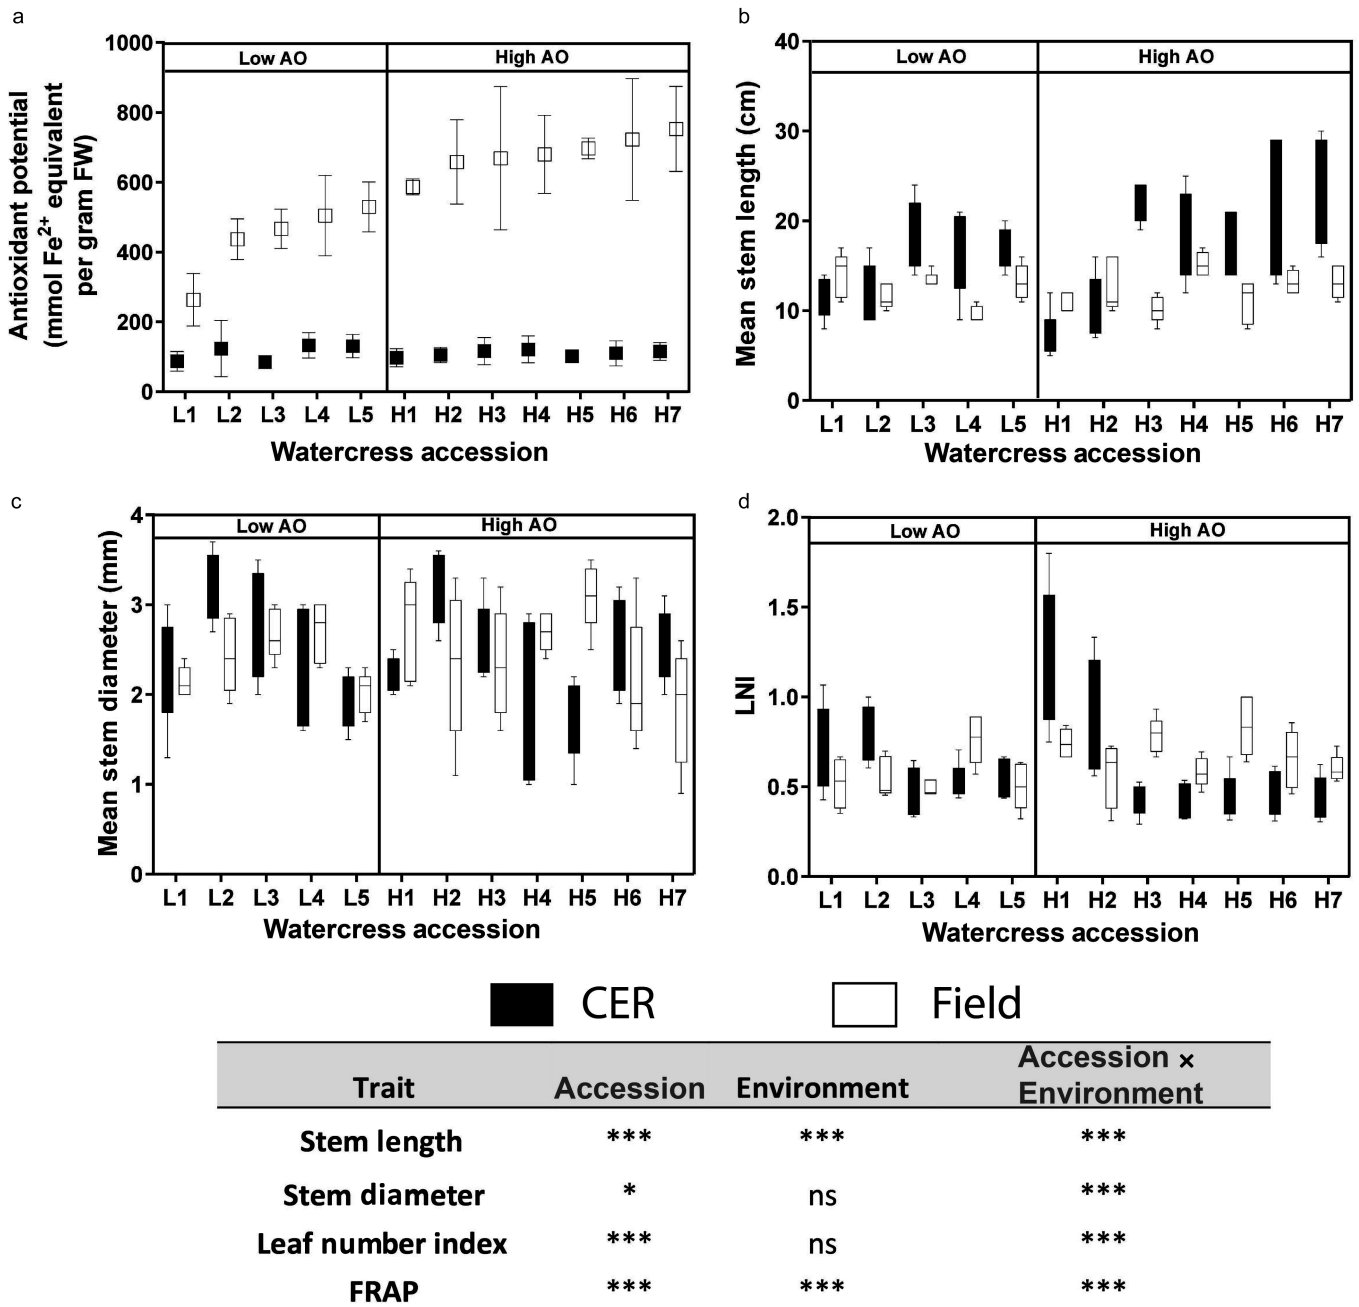 a
1000
800
600
400
200
0
Antioxidant potential
(mmol Fe²⁺ equivalent
per gram FW)
Low AO High AO
L1 L2 L3 L4 L5 H1 H2 H3 H4 H5 H6 H7
Watercress accession
b
40
30
20
10
0
Mean stem length (cm)
Low AO High AO
L1 L2 L3 L4 L5 H1 H2 H3 H4 H5 H6 H7
Watercress accession
c
4
3
2
1
0
Mean stem diameter (mm)
Low AO High AO
L1 L2 L3 L4 L5 H1 H2 H3 H4 H5 H6 H7
Watercress accession
d
2.0
1.5
1.0
0.5
0.0
LNI
Low AO High AO
L1 L2 L3 L4 L5 H1 H2 H3 H4 H5 H6 H7
Watercress accession
CER Field
Trait Accession Environment Accession × Environment
Stem length *** *** ***
Stem diameter * ns ***
Leaf number index *** ns ***
FRAP *** *** ***